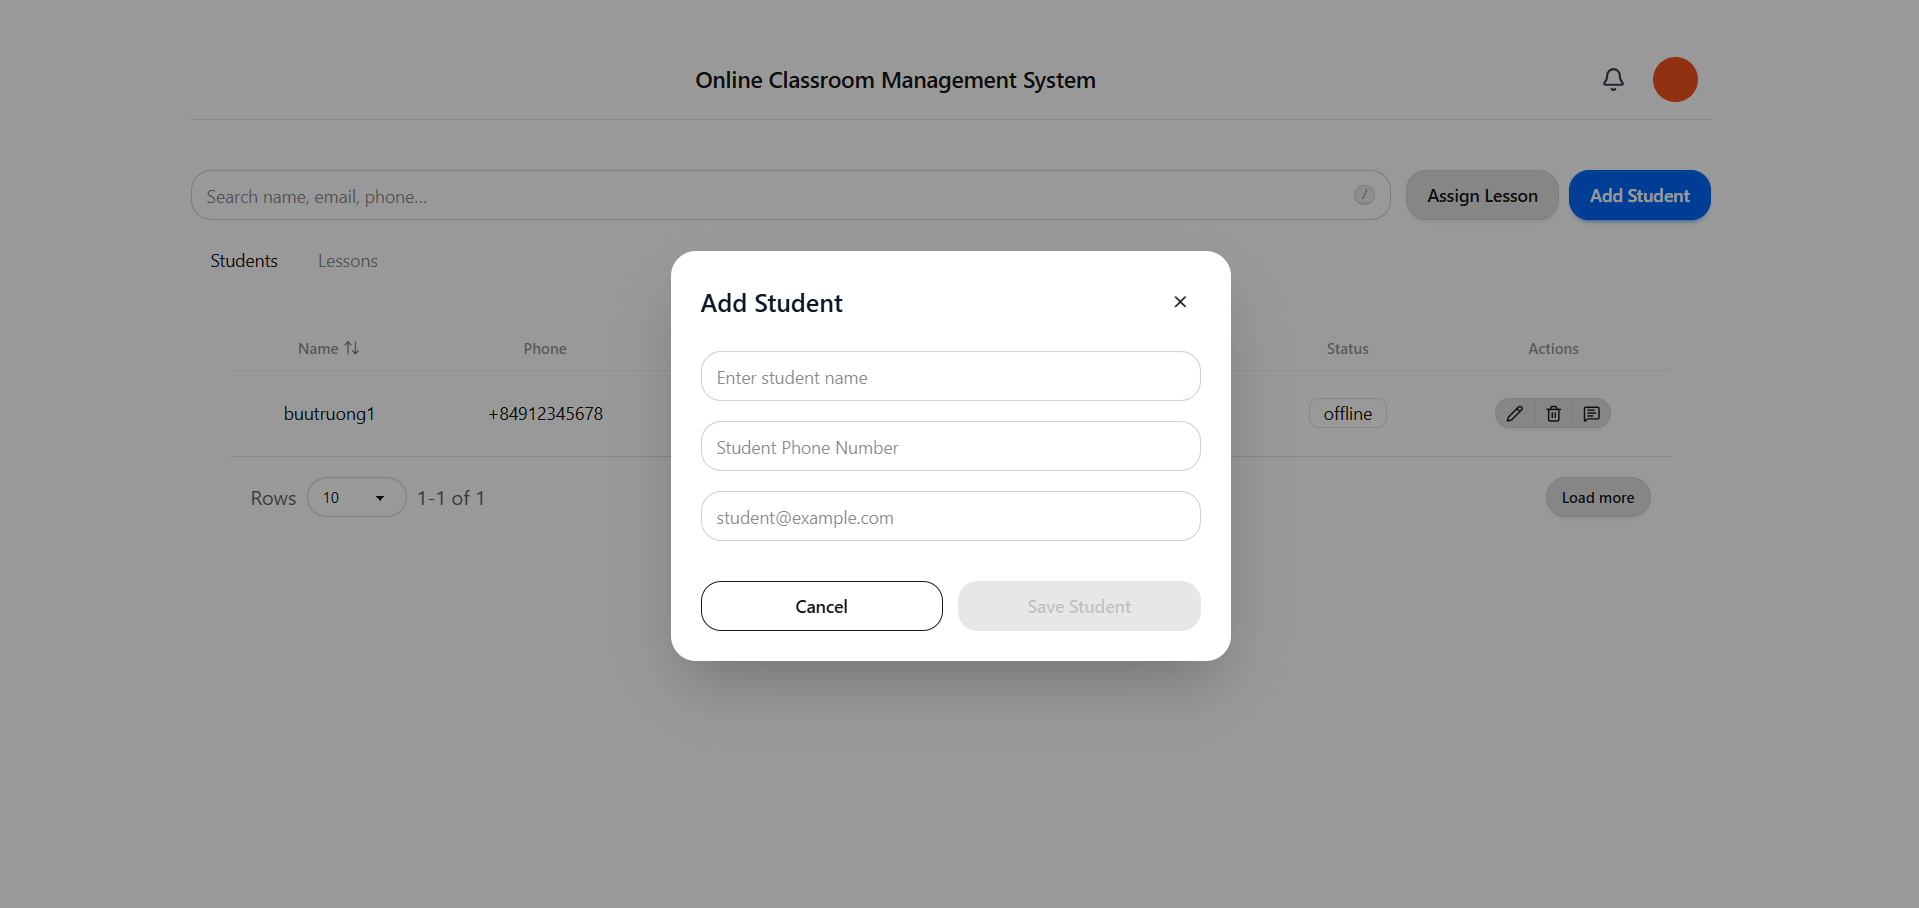 Online Classroom Management System
Search name, email, phone...
/
Assign Lesson
Add Student
Students
Lessons
Add Student
Name
Phone
Status
Actions
Enter student name
buutruong1
+84912345678
offline
Student Phone Number
Rows
10
1-1 of 1
Load more
student@example.com
Cancel
Save Student